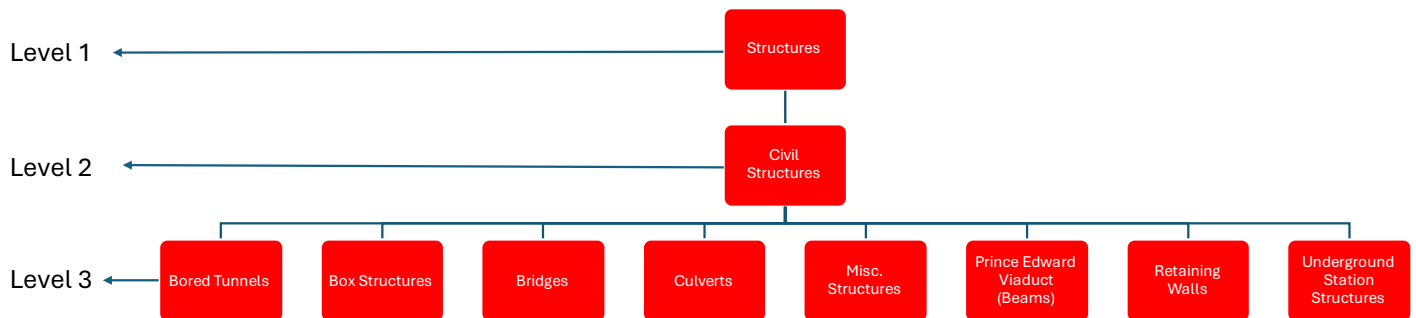 Level 1
Structures
Level 2
Civil
Structures
Level 3
Bored Tunnels
Box Structures
Bridges
Culverts
Misc.
Structures
Prince Edward
Viaduct
(Beams)
Retaining
Walls
Underground
Station
Structures